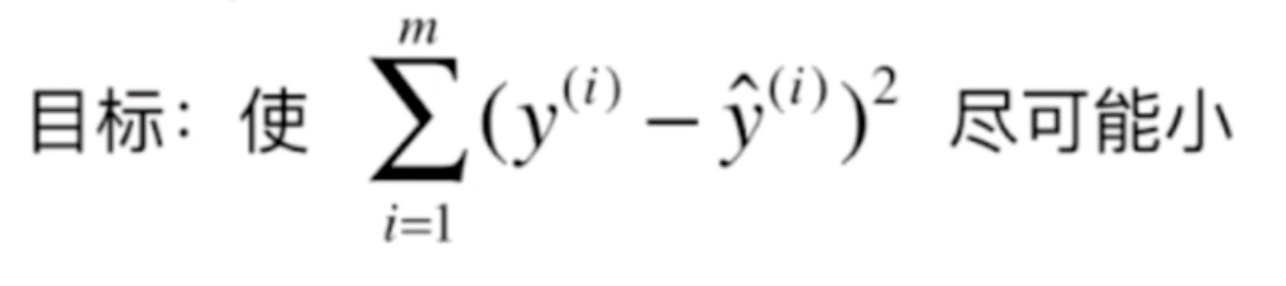 目标：使 $\sum_{i=1}^{m}(y^{(i)} - \hat{y}^{(i)})^2$ 尽可能小